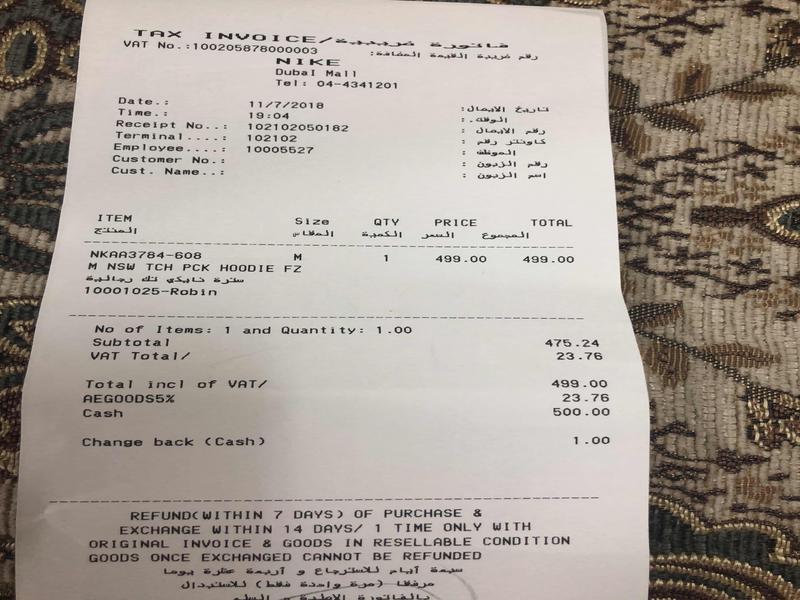 TAX INVOICE/فاتورة ضريبية
VAT No.:100205878000003 رقم ضريبة القيمة المضافة:
NIKE
Dubai Mall
Tel: 04-4341201
Date.: 11/7/2018 تاريخ الايصال:
Time.: 19:04 الوقت.:
Receipt No..: 102102050182 رقم الايصال :
Terminal....: 102102 كاونتر رقم :
Employee....: 10005527 الموظف :
Customer No.: رقم الزبون :
Cust. Name..: اسم الزبون :
ITEM Size QTY PRICE TOTAL
المنتج المقاس الكمية السعر المجموع
NKAA3784-608 M 1 499.00 499.00
M NSW TCH PCK HOODIE FZ
سترة نايكي تك رجالية
10001025-Robin
No of Items: 1 and Quantity: 1.00
Subtotal 475.24
VAT Total/ 23.76
Total incl of VAT/ 499.00
AEGOODS5% 23.76
Cash 500.00
Change back (Cash) 1.00
REFUND(WITHIN 7 DAYS) OF PURCHASE &
EXCHANGE WITHIN 14 DAYS/ 1 TIME ONLY WITH
ORIGINAL INVOICE & GOODS IN RESELLABLE CONDITION
GOODS ONCE EXCHANGED CANNOT BE REFUNDED
سبعة أيام للاسترجاع و أربعة عشرة يوما
مرفقا (مرة واحدة فقط) للاستبدال
بالفاتورة الاصلية و